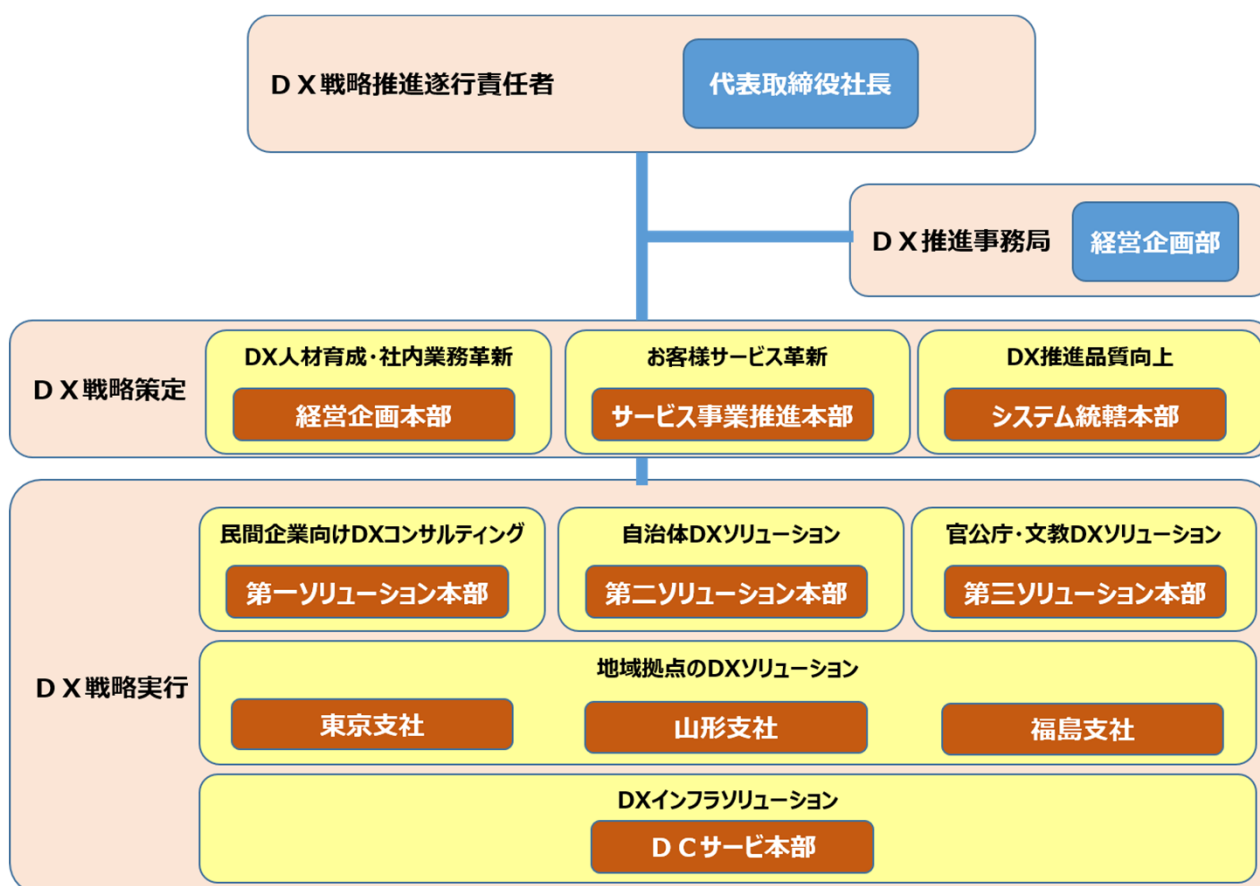 ＤＸ戦略推進遂行責任者
代表取締役社長
ＤＸ推進事務局
経営企画部
ＤＸ戦略策定
DX人材育成・社内業務革新
経営企画本部
お客様サービス革新
サービス事業推進本部
DX推進品質向上
システム統轄本部
ＤＸ戦略実行
民間企業向けDXコンサルティング
第一ソリューション本部
自治体DXソリューション
第二ソリューション本部
官公庁・文教DXソリューション
第三ソリューション本部
地域拠点のDXソリューション
東京支社
山形支社
福島支社
DXインフラソリューション
ＤＣサービ本部